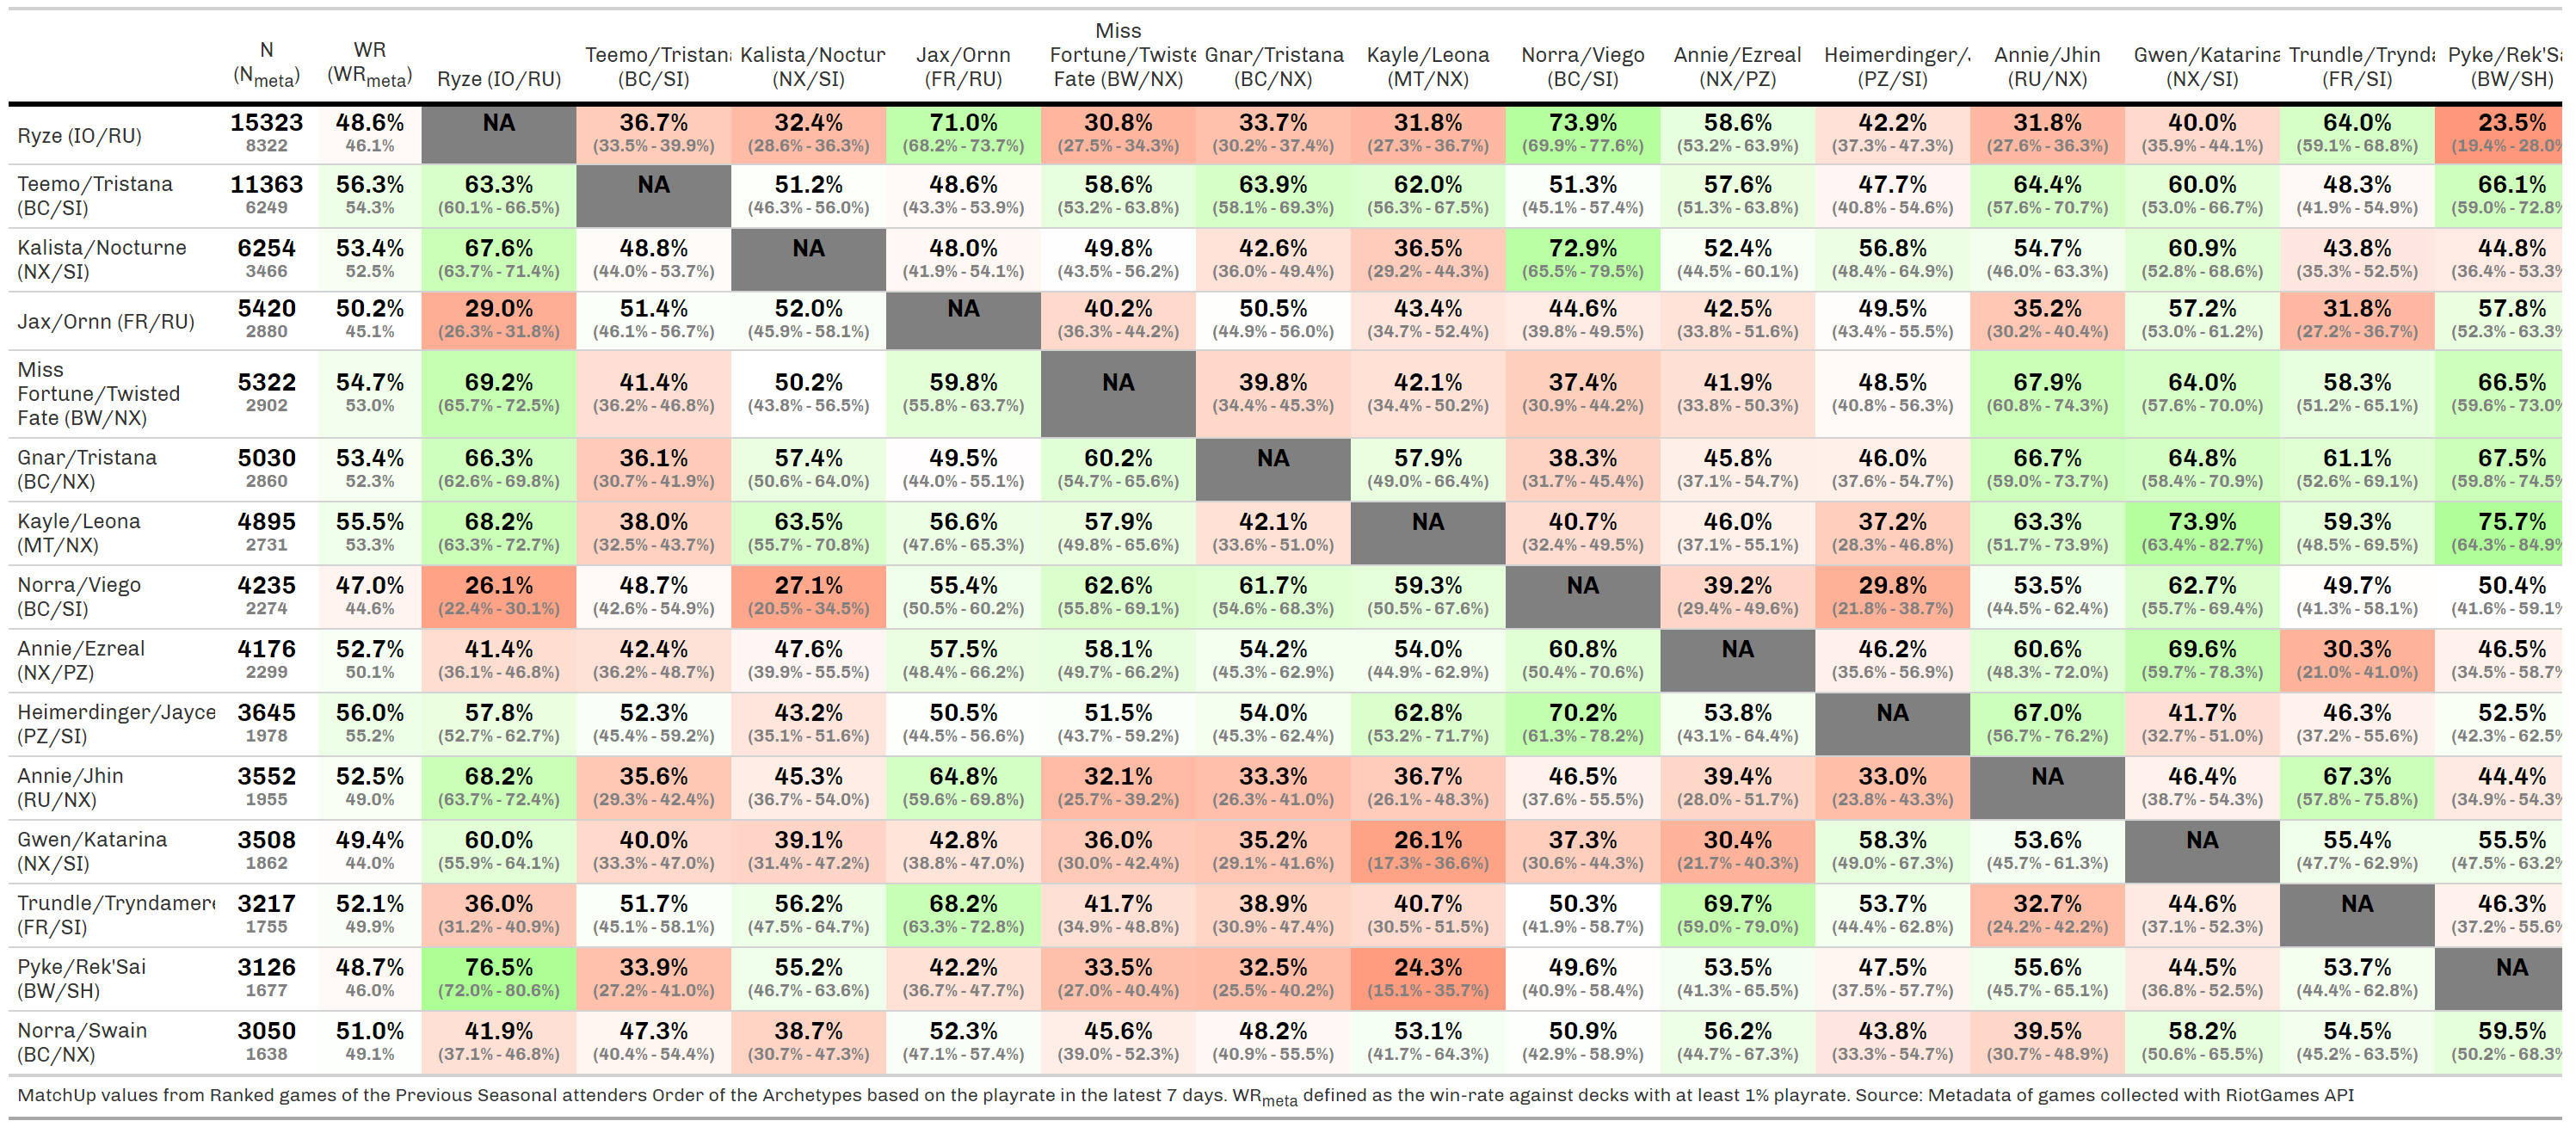 N (N_meta) WR (WR_meta) Ryze (IO/RU) Teemo/Tristana (BC/SI) Kalista/Noctur (NX/SI) Jax/Ornn (FR/RU) Miss Fortune/Twiste Fate (BW/NX) Gnar/Tristana (BC/NX) Kayle/Leona (MT/NX) Norra/Viego (BC/SI) Annie/Ezreal (NX/PZ) Heimerdinger/J (PZ/SI) Annie/Jhin (RU/NX) Gwen/Katarina (NX/SI) Trundle/Trynda (FR/SI) Pyke/Rek'Sa (BW/SH)
Ryze (IO/RU) 15323 48.6% NA 36.7% 32.4% 71.0% 30.8% 33.7% 31.8% 73.9% 58.6% 42.2% 31.8% 40.0% 64.0% 23.5%
8322 46.1% (33.5% - 39.9%) (28.6% - 36.3%) (68.2% - 73.7%) (27.5% - 34.3%) (30.2% - 37.4%) (27.3% - 36.7%) (69.9% - 77.6%) (53.2% - 63.9%) (37.3% - 47.3%) (27.6% - 36.3%) (35.9% - 44.1%) (59.1% - 68.8%) (19.4% - 28.0%
Teemo/Tristana 11363 56.3% 63.3% NA 51.2% 48.6% 58.6% 63.9% 62.0% 51.3% 57.6% 47.7% 64.4% 60.0% 48.3% 66.1%
(BC/SI) 6249 54.3% (60.1% - 66.5%) (46.3% - 56.0%) (43.3% - 53.9%) (53.2% - 63.8%) (58.1% - 69.3%) (56.3% - 67.5%) (45.1% - 57.4%) (51.3% - 63.8%) (40.8% - 54.6%) (57.6% - 70.7%) (53.0% - 66.7%) (41.9% - 54.9%) (59.0% - 72.8%
Kalista/Nocturne 6254 53.4% 67.6% 48.8% NA 48.0% 49.8% 42.6% 36.5% 72.9% 52.4% 56.8% 54.7% 60.9% 43.8% 44.8%
(NX/SI) 3466 52.5% (63.7% - 71.4%) (44.0% - 53.7%) (41.9% - 54.1%) (43.5% - 56.2%) (36.0% - 49.4%) (29.2% - 44.3%) (65.5% - 79.5%) (44.5% - 60.1%) (48.4% - 64.9%) (46.0% - 63.3%) (52.8% - 68.6%) (35.3% - 52.5%) (36.4% - 53.3%
Jax/Ornn (FR/RU) 5420 50.2% 29.0% 51.4% 52.0% NA 40.2% 50.5% 43.4% 44.6% 42.5% 49.5% 35.2% 57.2% 31.8% 57.8%
2880 45.1% (26.3% - 31.8%) (46.1% - 56.7%) (45.9% - 58.1%) (36.3% - 44.2%) (44.9% - 56.0%) (34.7% - 52.4%) (39.8% - 49.5%) (33.8% - 51.6%) (43.4% - 55.5%) (30.2% - 40.4%) (53.0% - 61.2%) (27.2% - 36.7%) (52.3% - 63.3%
Miss
Fortune/Twisted 5322 54.7% 69.2% 41.4% 50.2% 59.8% NA 39.8% 42.1% 37.4% 41.9% 48.5% 67.9% 64.0% 58.3% 66.5%
Fate (BW/NX) 2902 53.0% (65.7% - 72.5%) (36.2% - 46.8%) (43.8% - 56.5%) (55.8% - 63.7%) (34.4% - 45.3%) (34.4% - 50.2%) (30.9% - 44.2%) (33.8% - 50.3%) (40.8% - 56.3%) (60.8% - 74.3%) (57.6% - 70.0%) (51.2% - 65.1%) (59.6% - 73.0%
Gnar/Tristana 5030 53.4% 66.3% 36.1% 57.4% 49.5% 60.2% NA 57.9% 38.3% 45.8% 46.0% 66.7% 64.8% 61.1% 67.5%
(BC/NX) 2860 52.3% (62.6% - 69.8%) (30.7% - 41.9%) (50.6% - 64.0%) (44.0% - 55.1%) (54.7% - 65.6%) (49.0% - 66.4%) (31.7% - 45.4%) (37.1% - 54.7%) (37.6% - 54.7%) (59.0% - 73.7%) (58.4% - 70.9%) (52.6% - 69.1%) (59.8% - 74.5%
Kayle/Leona 4895 55.5% 68.2% 38.0% 63.5% 56.6% 57.9% 42.1% NA 40.7% 46.0% 37.2% 63.3% 73.9% 59.3% 75.7%
(MT/NX) 2731 53.3% (63.3% - 72.7%) (32.5% - 43.7%) (55.7% - 70.8%) (47.6% - 65.3%) (49.8% - 65.6%) (33.6% - 51.0%) (32.4% - 49.5%) (37.1% - 55.1%) (28.3% - 46.8%) (51.7% - 73.9%) (63.4% - 82.7%) (48.5% - 69.5%) (64.3% - 84.9%
Norra/Viego 4235 47.0% 26.1% 48.7% 27.1% 55.4% 62.6% 61.7% 59.3% NA 39.2% 29.8% 53.5% 62.7% 49.7% 50.4%
(BC/SI) 2274 44.6% (22.4% - 30.1%) (42.6% - 54.9%) (20.5% - 34.5%) (50.5% - 60.2%) (55.8% - 69.1%) (54.6% - 68.3%) (50.5% - 67.6%) (29.4% - 49.6%) (21.8% - 38.7%) (44.5% - 62.4%) (55.7% - 69.4%) (41.3% - 58.1%) (41.6% - 59.1%
Annie/Ezreal 4176 52.7% 41.4% 42.4% 47.6% 57.5% 58.1% 54.2% 54.0% 60.8% NA 46.2% 60.6% 69.6% 30.3% 46.5%
(NX/PZ) 2299 50.1% (36.1% - 46.8%) (36.2% - 48.7%) (39.9% - 55.5%) (48.4% - 66.2%) (49.7% - 66.2%) (45.3% - 62.9%) (44.9% - 62.9%) (50.4% - 70.6%) (35.6% - 56.9%) (48.3% - 72.0%) (59.7% - 78.3%) (21.0% - 41.0%) (34.5% - 58.7%
Heimerdinger/Jayce 3645 56.0% 57.8% 52.3% 43.2% 50.5% 51.5% 54.0% 62.8% 70.2% 53.8% NA 67.0% 41.7% 46.3% 52.5%
(PZ/SI) 1978 55.2% (52.7% - 62.7%) (45.4% - 59.2%) (35.1% - 51.6%) (44.5% - 56.6%) (43.7% - 59.2%) (45.3% - 62.4%) (53.2% - 71.7%) (61.3% - 78.2%) (43.1% - 64.4%) (56.7% - 76.2%) (32.7% - 51.0%) (37.2% - 55.6%) (42.3% - 62.5%
Annie/Jhin 3552 52.5% 68.2% 35.6% 45.3% 64.8% 32.1% 33.3% 36.7% 46.5% 39.4% 33.0% NA 46.4% 67.3% 44.4%
(RU/NX) 1955 49.0% (63.7% - 72.4%) (29.3% - 42.4%) (36.7% - 54.0%) (59.6% - 69.8%) (25.7% - 39.2%) (26.3% - 41.0%) (26.1% - 48.3%) (37.6% - 55.5%) (28.0% - 51.7%) (23.8% - 43.3%) (38.7% - 54.3%) (57.8% - 75.8%) (34.9% - 54.3%
Gwen/Katarina 3508 49.4% 60.0% 40.0% 39.1% 42.8% 36.0% 35.2% 26.1% 37.3% 30.4% 58.3% 53.6% NA 55.4% 55.5%
(NX/SI) 1862 44.0% (55.9% - 64.1%) (33.3% - 47.0%) (31.4% - 47.2%) (38.8% - 47.0%) (30.0% - 42.4%) (29.1% - 41.6%) (17.3% - 36.6%) (30.6% - 44.3%) (21.7% - 40.3%) (49.0% - 67.3%) (45.7% - 61.3%) (47.7% - 62.9%) (47.5% - 63.2%
Trundle/Tryndamere 3217 52.1% 36.0% 51.7% 56.2% 68.2% 41.7% 38.9% 40.7% 50.3% 69.7% 53.7% 32.7% 44.6% NA 46.3%
(FR/SI) 1755 49.9% (31.2% - 40.9%) (45.1% - 58.1%) (47.5% - 64.7%) (63.3% - 72.8%) (34.9% - 48.8%) (30.9% - 47.4%) (30.5% - 51.5%) (41.9% - 58.7%) (59.0% - 79.0%) (44.4% - 62.8%) (24.2% - 42.2%) (37.1% - 52.3%) (37.2% - 55.6%
Pyke/Rek'Sai 3126 48.7% 76.5% 33.9% 55.2% 42.2% 33.5% 32.5% 24.3% 49.6% 53.5% 47.5% 55.6% 44.5% 53.7% NA
(BW/SH) 1677 46.0% (72.0% - 80.6%) (27.2% - 41.0%) (46.7% - 63.6%) (36.7% - 47.7%) (27.0% - 40.4%) (25.5% - 40.2%) (15.1% - 35.7%) (40.9% - 58.4%) (41.3% - 65.5%) (37.5% - 57.7%) (45.7% - 65.1%) (36.8% - 52.5%) (44.4% - 62.8%)
Norra/Swain 3050 51.0% 41.9% 47.3% 38.7% 52.3% 45.6% 48.2% 53.1% 50.9% 56.2% 43.8% 39.5% 58.2% 54.5% 59.5%
(BC/NX) 1638 49.1% (37.1% - 46.8%) (40.4% - 54.4%) (30.7% - 47.3%) (47.1% - 57.4%) (39.0% - 52.3%) (40.9% - 55.5%) (41.7% - 64.3%) (42.9% - 58.9%) (44.7% - 67.3%) (33.3% - 54.7%) (30.7% - 48.9%) (50.6% - 65.5%) (45.2% - 63.5%) (50.2% - 68.3%
MatchUp values from Ranked games of the Previous Seasonal attenders Order of the Archetypes based on the playrate in the latest 7 days. WR_meta defined as the win-rate against decks with at least 1% playrate. Source: Metadata of games collected with RiotGames API